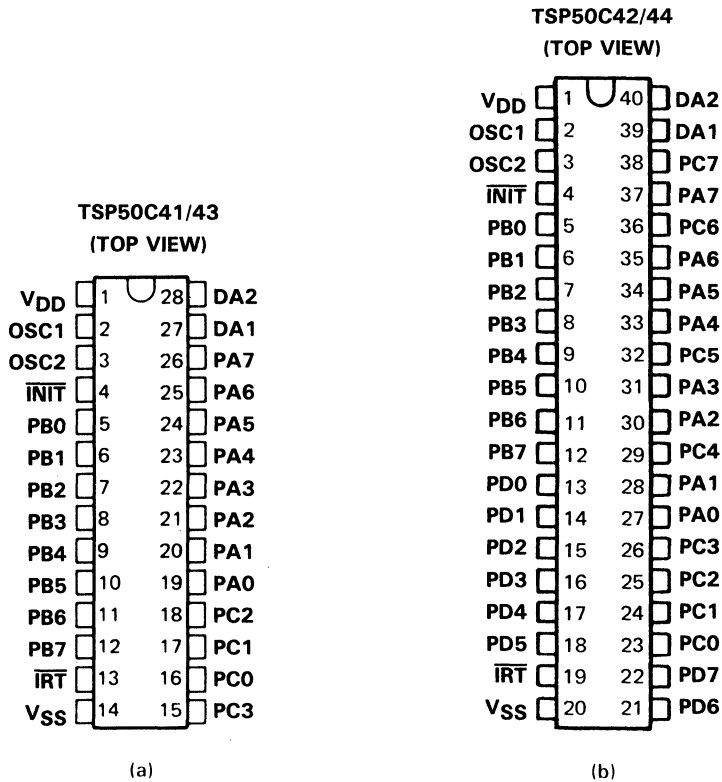 TSP50C41/43
(TOP VIEW)
VDD 1 28 DA2
OSC1 2 27 DA1
OSC2 3 26 PA7
INIT 4 25 PA6
PB0 5 24 PA5
PB1 6 23 PA4
PB2 7 22 PA3
PB3 8 21 PA2
PB4 9 20 PA1
PB5 10 19 PA0
PB6 11 18 PC2
PB7 12 17 PC1
IRT 13 16 PC0
VSS 14 15 PC3
(a)
TSP50C42/44
(TOP VIEW)
VDD 1 40 DA2
OSC1 2 39 DA1
OSC2 3 38 PC7
INIT 4 37 PA7
PB0 5 36 PC6
PB1 6 35 PA6
PB2 7 34 PA5
PB3 8 33 PA4
PB4 9 32 PC5
PB5 10 31 PA3
PB6 11 30 PA2
PB7 12 29 PC4
PD0 13 28 PA1
PD1 14 27 PA0
PD2 15 26 PC3
PD3 16 25 PC2
PD4 17 24 PC1
PD5 18 23 PC0
IRT 19 22 PD7
VSS 20 21 PD6
(b)